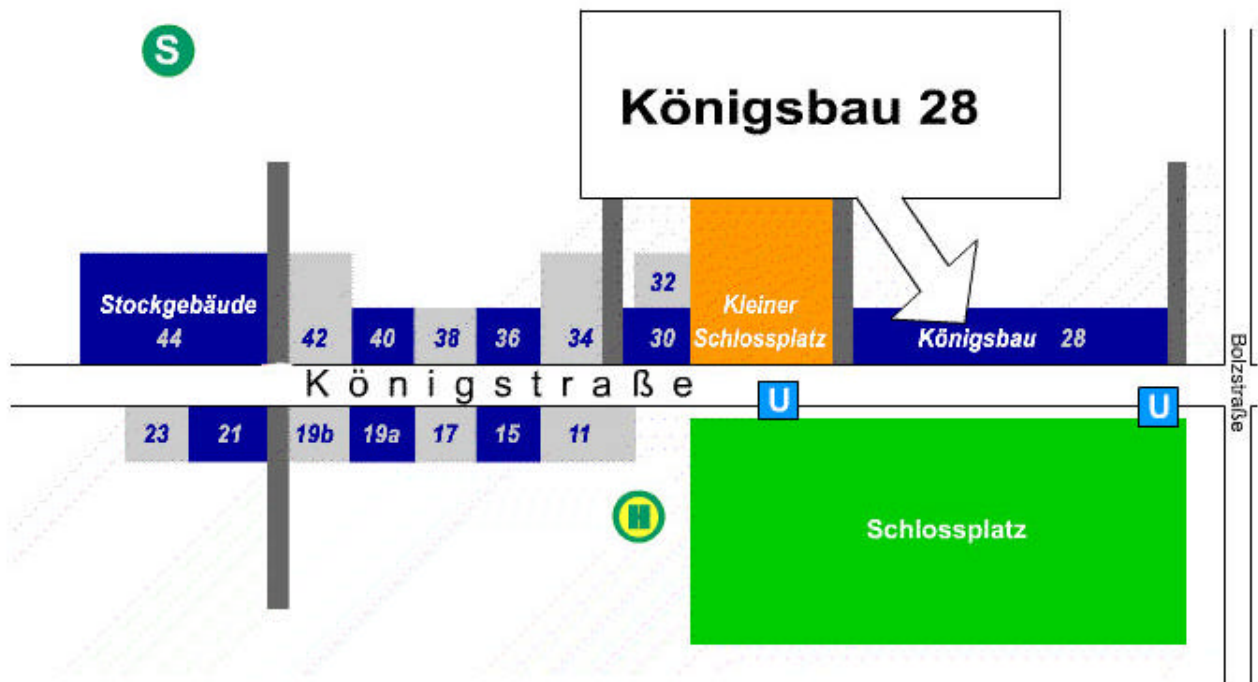 S
Königsbau 28
32
Stockgebäude
44
42
40
38
36
34
30
Kleiner
Schlossplatz
Königsbau 28
Königstraße
U
U
Bolzstraße
23
21
19b
19a
17
15
11
H
Schlossplatz